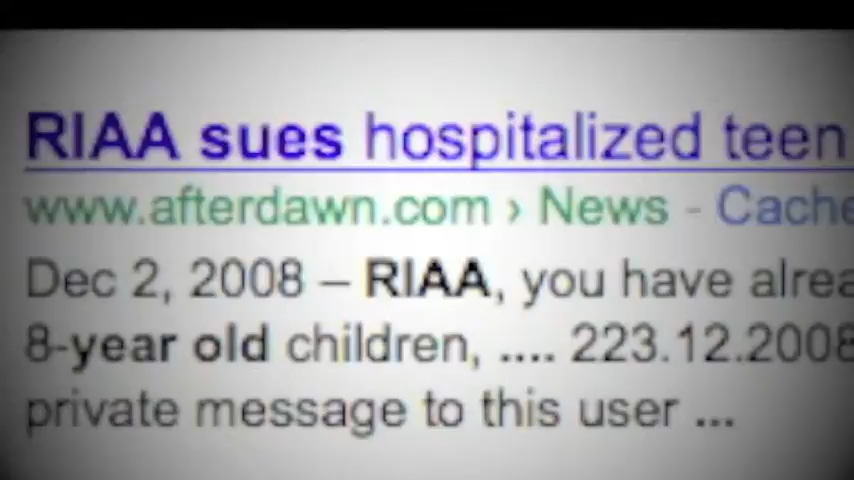 RIAA sues hospitalized teen
www.afterdawn.com › News - Cache
Dec 2, 2008 – RIAA, you have alrea
8-year old children, .... 223.12.2008
private message to this user ...